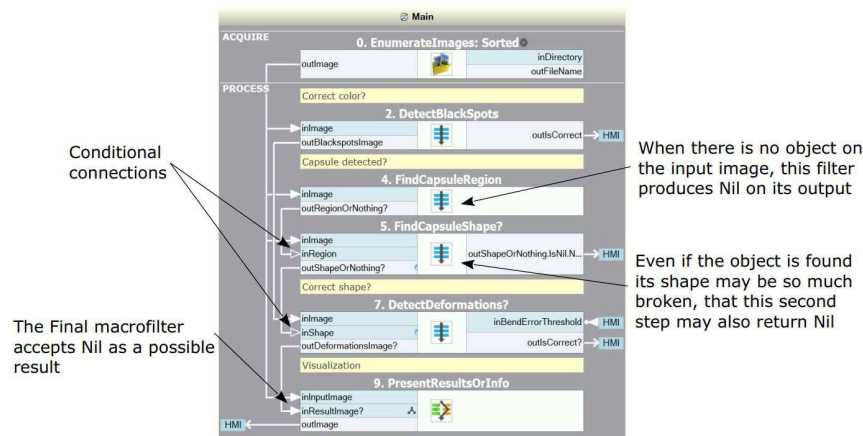 Main
ACQUIRE
0. EnumerateImages: Sorted
outImage
inDirectory
outFileName
PROCESS
Correct color?
2. DetectBlackSpots
inImage
outBlackspotsImage
outIsCorrect
HMI
Capsule detected?
4. FindCapsuleRegion
inImage
outRegionOrNothing?
5. FindCapsuleShape?
inImage
inRegion
outShapeOrNothing?
outShapeOrNothing.IsNil.N...
HMI
Correct shape?
7. DetectDeformations?
inImage
inShape
outDeformationsImage?
inBendErrorThreshold
HMI
outIsCorrect?
HMI
Visualization
9. PresentResultsOrInfo
inInputImage
inResultImage?
outImage
HMI
Conditional
connections
The Final macrofilter
accepts Nil as a possible
result
When there is no object on
the input image, this filter
produces Nil on its output
Even if the object is found
its shape may be so much
broken, that this second
step may also return Nil